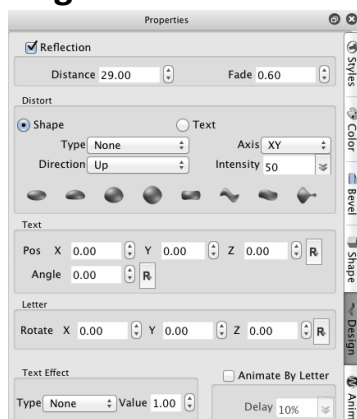 Properties
Reflection
Distance 29.00 Fade 0.60
Distort
Shape Text
Type None Axis XY
Direction Up Intensity 50
Text
Pos X 0.00 Y 0.00 Z 0.00 R
Angle 0.00 R
Letter
Rotate X 0.00 Y 0.00 Z 0.00 R
Text Effect Animate By Letter
Type None Value 1.00 Delay 10%
Styles
Color
Bevel
Shape
Design